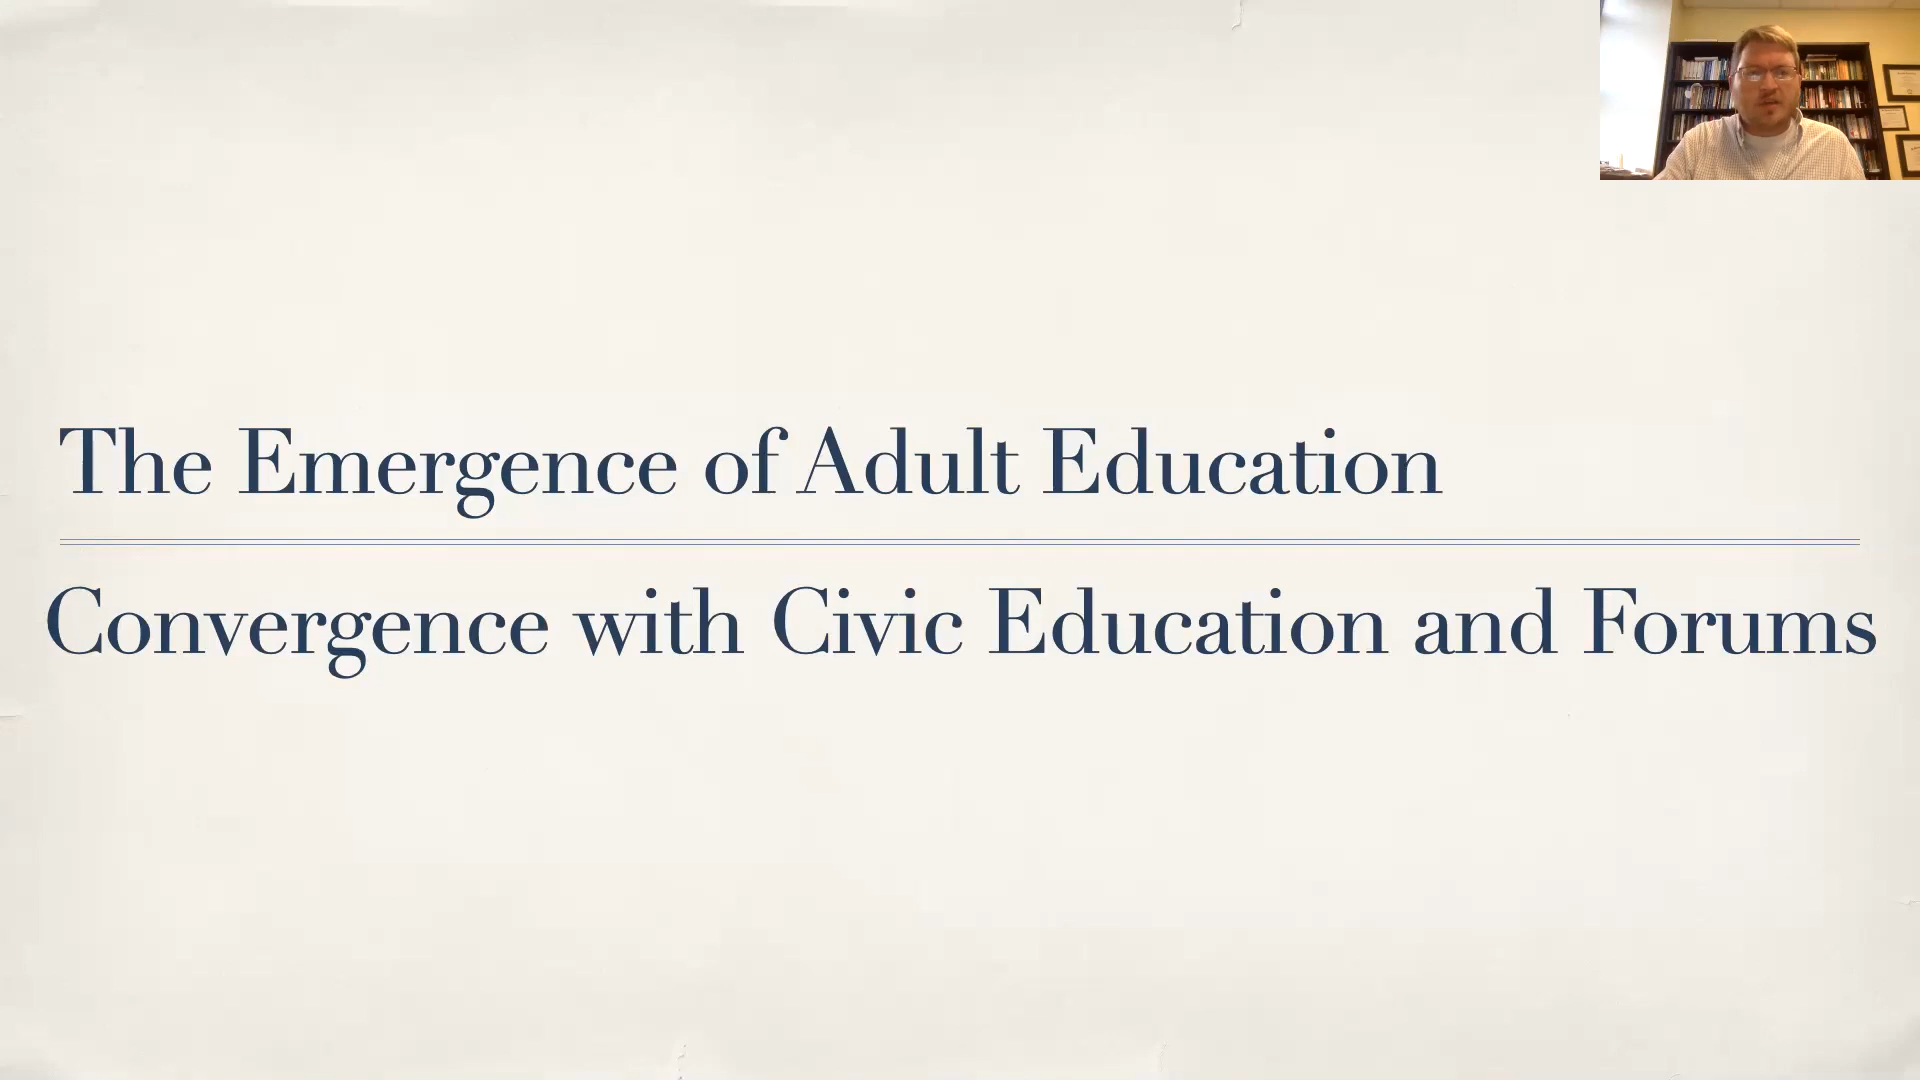 The Emergence of Adult Education
Convergence with Civic Education and Forums